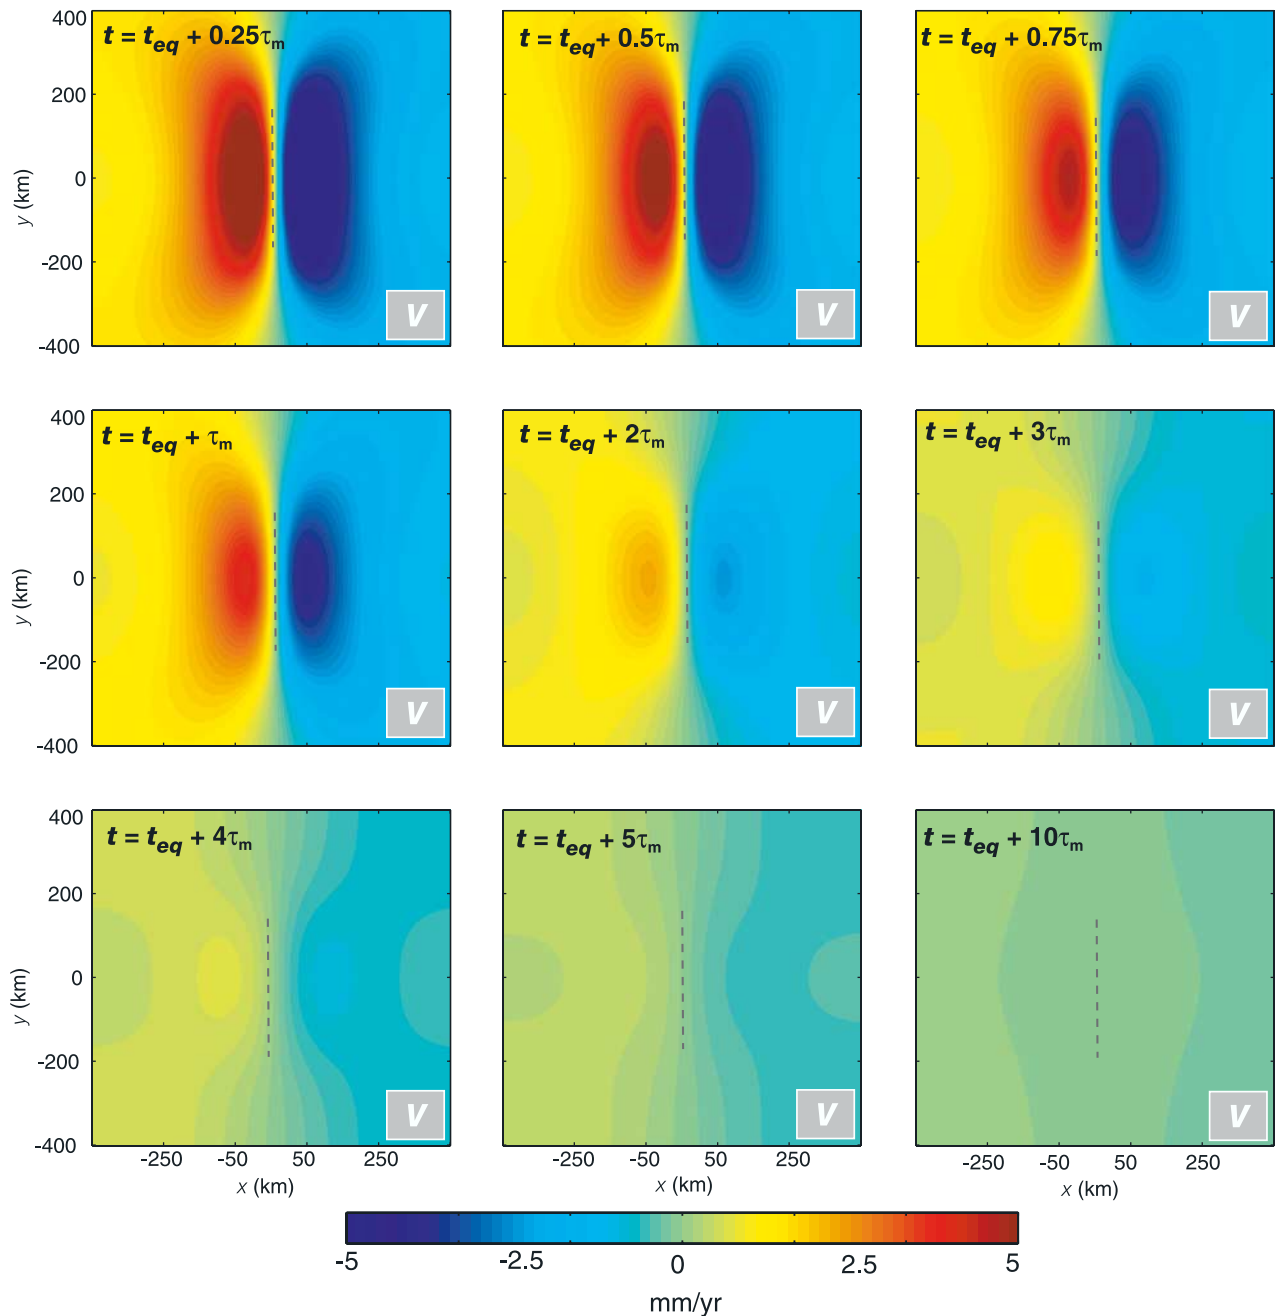 400
200
0
-200
-400
y (km)
t = teq + 0.25τm
V
t = teq + 0.5τm
V
t = teq + 0.75τm
V
400
200
0
-200
-400
y (km)
t = teq + τm
V
t = teq + 2τm
V
t = teq + 3τm
V
400
200
0
-200
-400
y (km)
t = teq + 4τm
V
t = teq + 5τm
V
t = teq + 10τm
V
-250 -50 50 250
x (km)
-250 -50 50 250
x (km)
-250 -50 50 250
x (km)
-5 -2.5 0 2.5 5
mm/yr